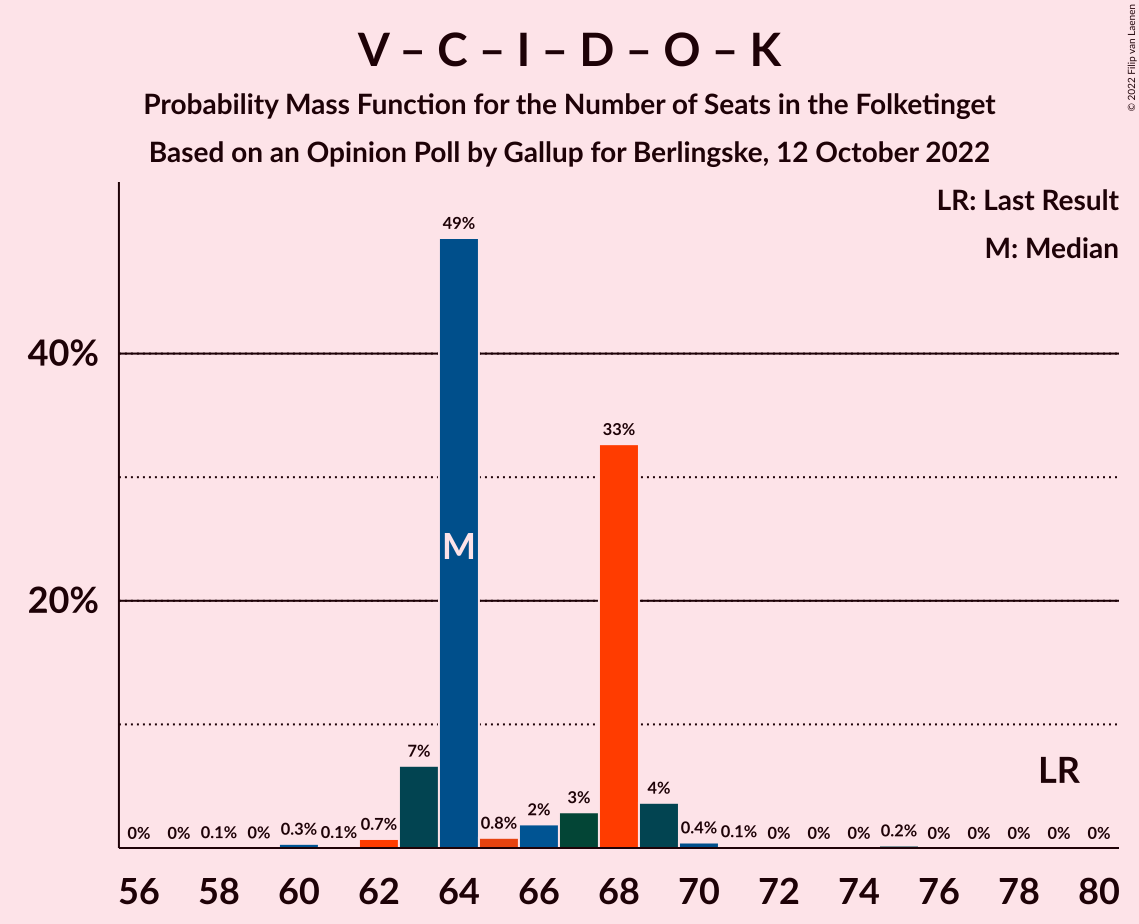 V – C – I – D – O – K
Probability Mass Function for the Number of Seats in the Folketinget
Based on an Opinion Poll by Gallup for Berlingske, 12 October 2022
© 2022 Filip van Laenen
LR: Last Result
M: Median
49%
40%
33%
M
20%
LR
7%
4%
3%
2%
0% 0% 0.1% 0% 0.3% 0.1% 0.7% 0.8% 0.4% 0.1% 0% 0% 0% 0.2% 0% 0% 0% 0% 0%
56 58 60 62 64 66 68 70 72 74 76 78 80